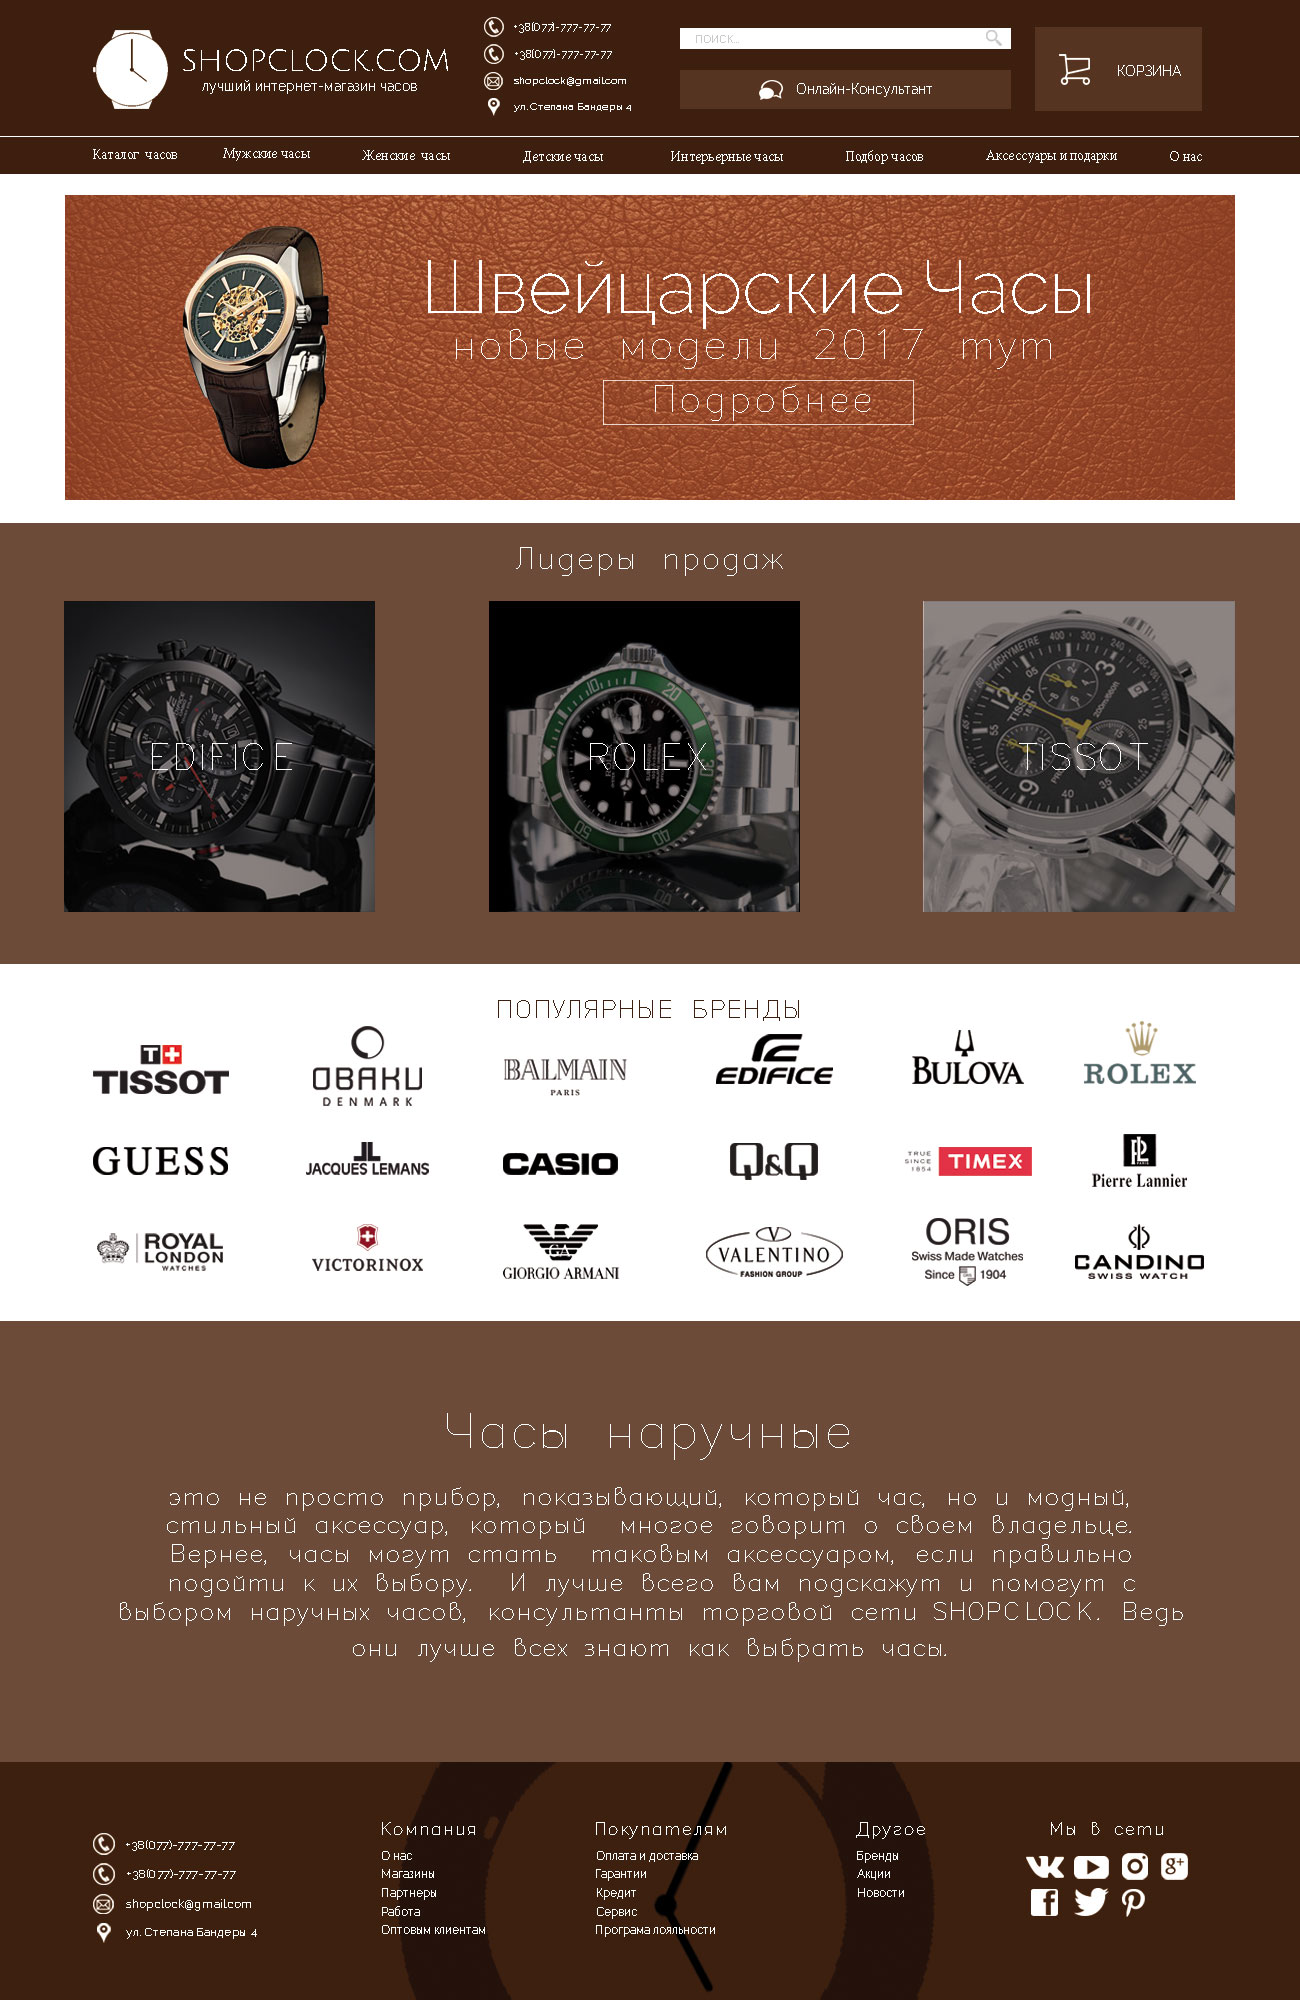 SHOPCLOCK.COM
лучший интернет-магазин часов
+38(077)-777-77-77
+38(077)-777-77-77
shopclock@gmail.com
ул. Степана Бандеры 4
поиск...
Онлайн-Консультант
КОРЗИНА
Каталог часов
Мужские часы
Женские часы
Детские часы
Интерьерные часы
Подбор часов
Аксессуары и подарки
О нас
Швейцарские Часы
новые модели 2017 тут
Подробнее
Лидеры продаж
EDIFICE
ROLEX
TISSOT
TACHYMETRE
ПОПУЛЯРНЫЕ БРЕНДЫ
TISSOT
OBAKU
DENMARK
BALMAIN
PARIS
EDIFICE
BULOVA
ROLEX
GUESS
JACQUES LEMANS
CASIO
Q&Q
TRUE
SINCE
1854
TIMEX
PL
PARIS
Pierre Lannier
ROYAL
LONDON
WATCHES
VICTORINOX
GA
GIORGIO ARMANI
V
VALENTINO
FASHION GROUP
ORIS
Swiss Made Watches
Since 1904
CANDINO
SWISS WATCH
Часы наручные
это не просто прибор, показывающий, который час, но и модный,
стильный аксессуар, который многое говорит о своем владельце.
Вернее, часы могут стать таковым аксессуаром, если правильно
подойти к их выбору. И лучше всего вам подскажут и помогут с
выбором наручных часов, консультанты торговой сети SHOPCLOCK. Ведь
они лучше всех знают как выбрать часы.
+38(077)-777-77-77
+38(077)-777-77-77
shopclock@gmail.com
ул. Степана Бандеры 4
Компания
О нас
Магазины
Партнеры
Работа
Оптовым клиентам
Покупателям
Оплата и доставка
Гарантии
Кредит
Сервис
Програма лояльности
Другое
Бренды
Акции
Новости
Мы в сети
g+